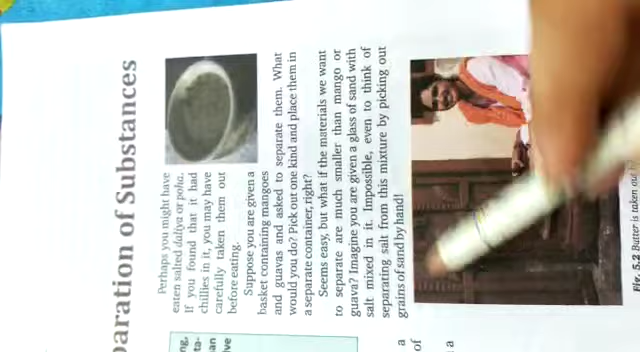 paration of Substances
Perhaps you might have
eaten salted daliya or poha.
If you found that it had
chillies in it, you may have
carefully taken them out
before eating.
Suppose you are given a
basket containing mangoes
and guavas and asked to separate them. What
would you do? Pick out one kind and place them in
a separate container, right?
Seems easy, but what if the materials we want
to separate are much smaller than mango or
guava? Imagine you are given a glass of sand with
salt mixed in it. Impossible, even to think of
separating salt from this mixture by picking out
grains of sand by hand!
Fig. 5.2 Butter is taken out
ng,
ta-
an
ive
a
of
a